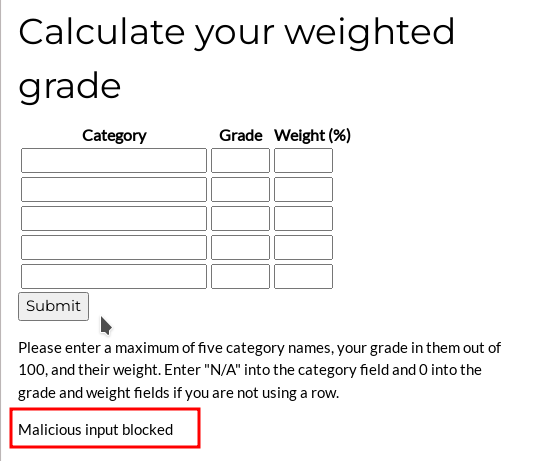 Calculate your weighted
grade
Category Grade Weight (%)
Submit
Please enter a maximum of five category names, your grade in them out of
100, and their weight. Enter "N/A" into the category field and 0 into the
grade and weight fields if you are not using a row.
Malicious input blocked